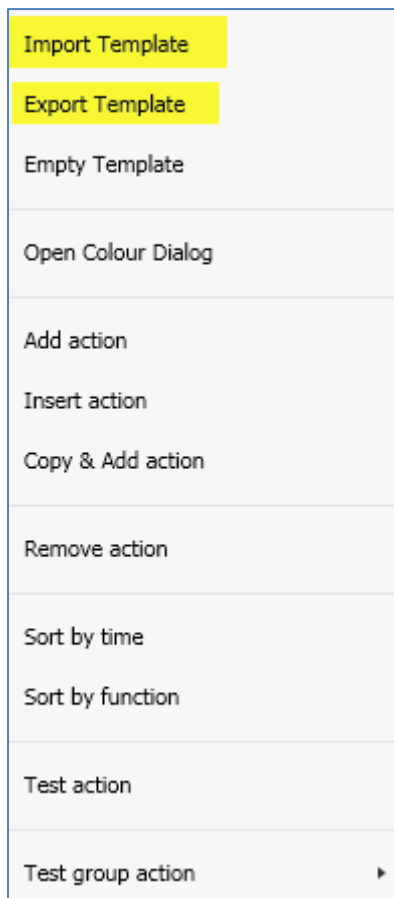 Import Template
Export Template
Empty Template
Open Colour Dialog
Add action
Insert action
Copy & Add action
Remove action
Sort by time
Sort by function
Test action
Test group action